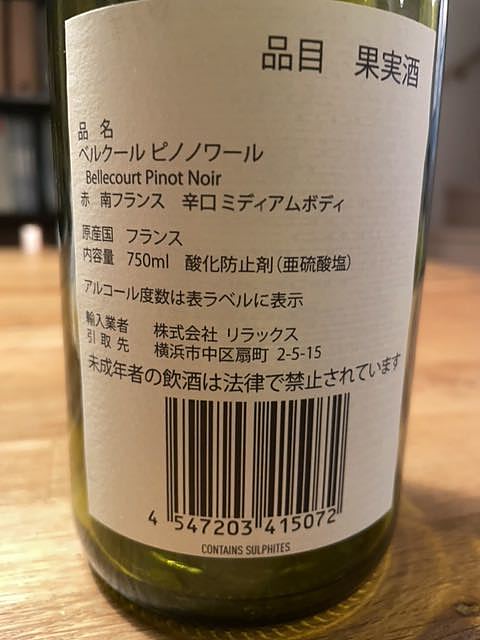 品目 果実酒
品 名
ベルクール ピノノワール
Bellecourt Pinot Noir
赤 南フランス 辛口 ミディアムボディ
原産国 フランス
内容量 750ml 酸化防止剤（亜硫酸塩）
アルコール度数は表ラベルに表示
輸入業者 株式会社 リラックス
引 取 先 横浜市中区扇町 2-5-15
未成年者の飲酒は法律で禁止されています
4 547203 415072
CONTAINS SULPHITES